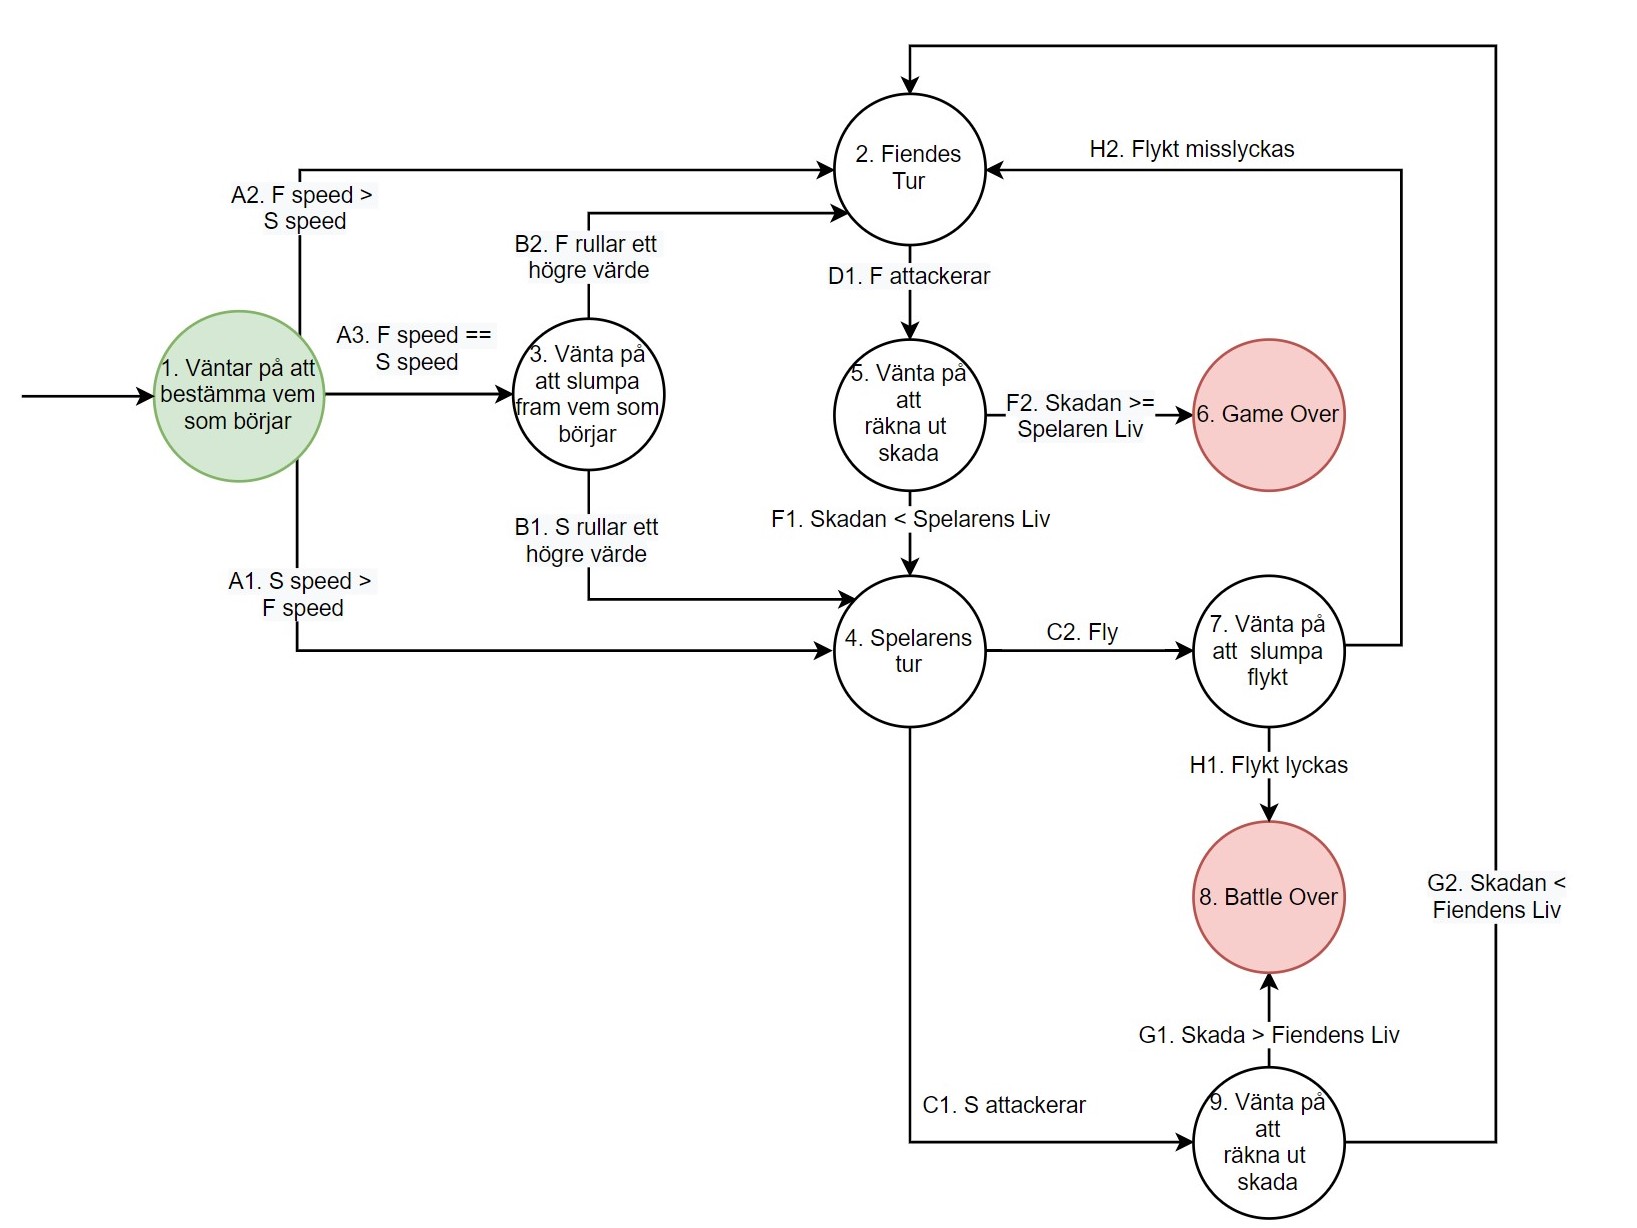 2. Fiendes
Tur
H2. Flykt misslyckas
A2. F speed >
S speed
B2. F rullar ett
högre värde
D1. F attackerar
1. Väntar på att
bestämma vem
som börjar
A3. F speed ==
S speed
3. Vänta på
att slumpa
fram vem som
börjar
5. Vänta på
att
räkna ut
skada
F2. Skadan >=
Spelaren Liv
6. Game Over
F1. Skadan < Spelarens Liv
B1. S rullar ett
högre värde
A1. S speed >
F speed
4. Spelarens
tur
C2. Fly
7. Vänta på
att slumpa
flykt
H1. Flykt lyckas
8. Battle Over
G2. Skadan <
Fiendens Liv
G1. Skada > Fiendens Liv
C1. S attackerar
9. Vänta på
att
räkna ut
skada